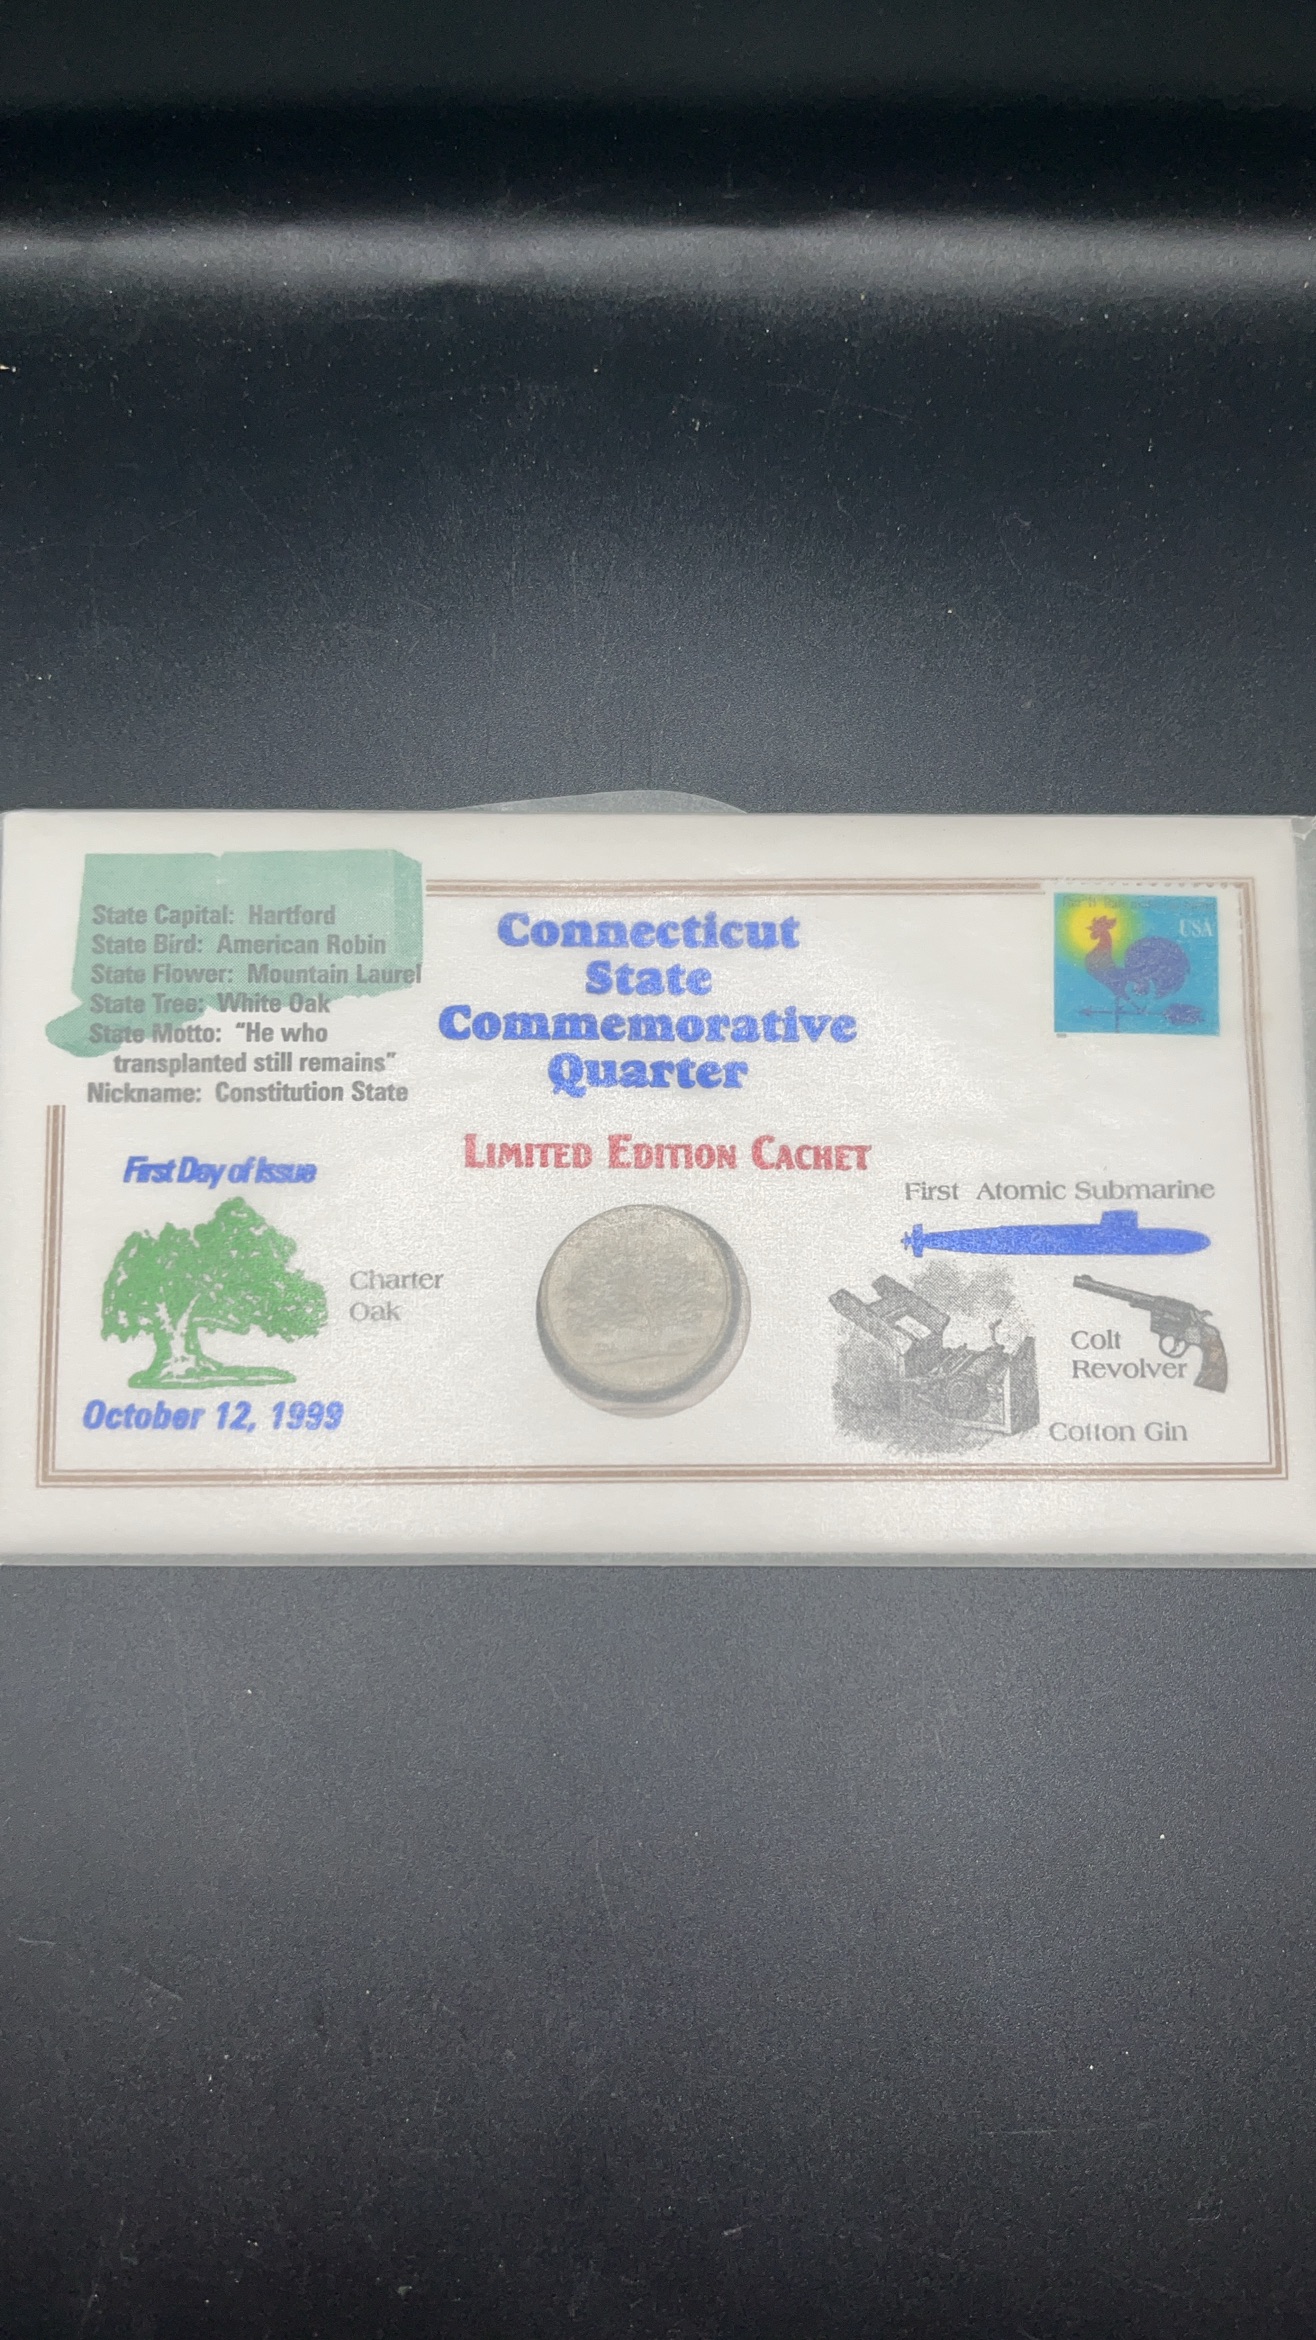 State Capital: Hartford
State Bird: American Robin
State Flower: Mountain Laurel
State Tree: White Oak
State Motto: "He who
transplanted still remains"
Nickname: Constitution State
Connecticut
State
Commemorative
Quarter
LIMITED EDITION CACHET
USA
First Day of Issue
Charter
Oak
October 12, 1999
First Atomic Submarine
Colt
Revolver
Cotton Gin